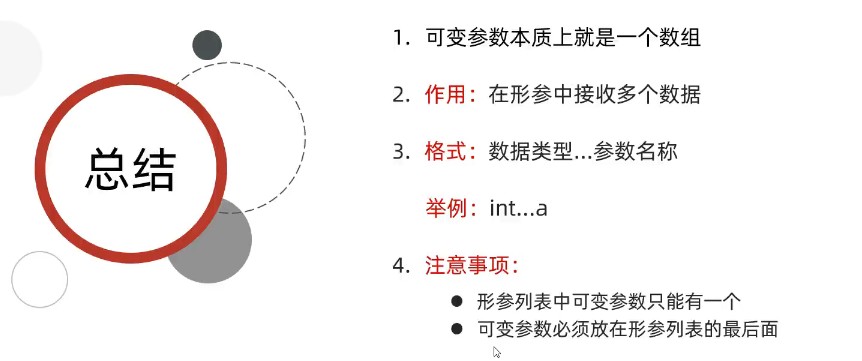 总结
1. 可变参数本质上就是一个数组
2. 作用：在形参中接收多个数据
3. 格式：数据类型...参数名称
举例：int...a
4. 注意事项：
● 形参列表中可变参数只能有一个
● 可变参数必须放在形参列表的最后面